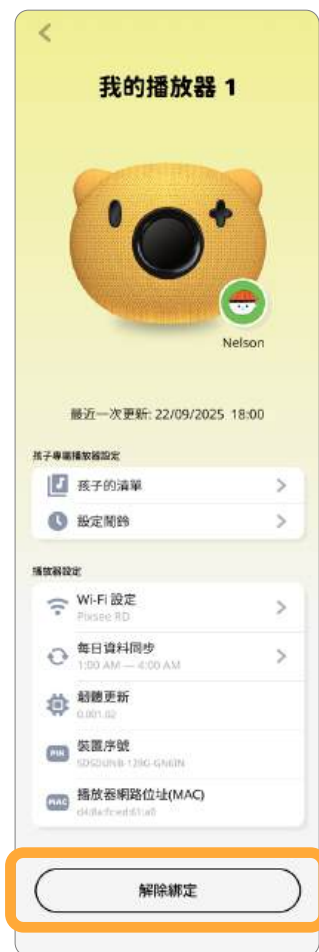 我的播放器 1
Nelson
最近一次更新: 22/09/2025 18:00
孩子專屬播放器設定
孩子的清單
設定鬧鈴
播放器設定
Wi-Fi 設定
Pixsee RD
每日資料同步
1:00 AM — 4:00 AM
韌體更新
0.001.02
PIN 裝置序號
MAC 播放器網路位址(MAC)
解除綁定